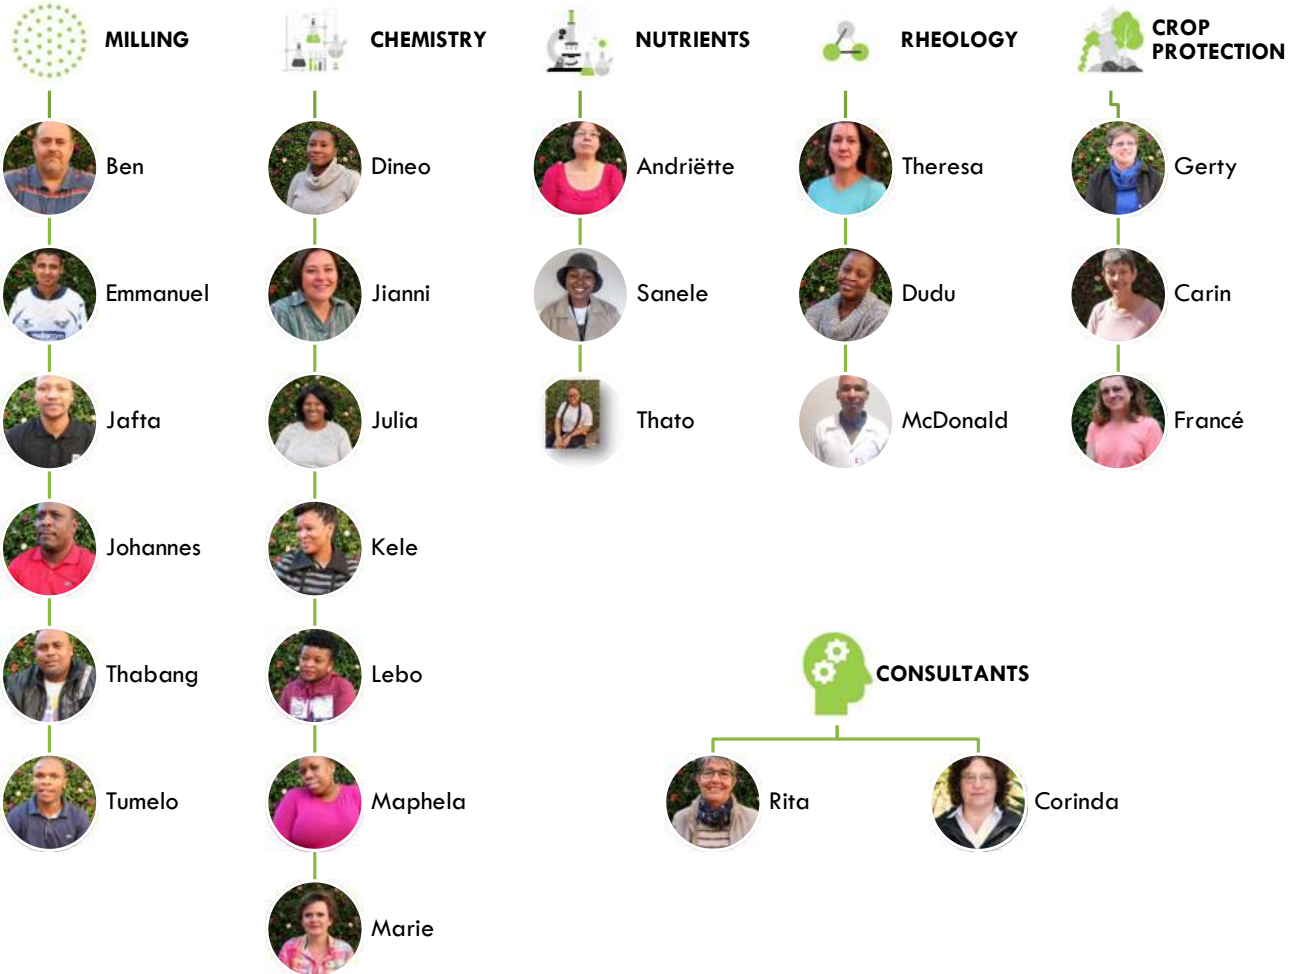 MILLING
CHEMISTRY
NUTRIENTS
RHEOLOGY
CROP
PROTECTION
Ben
Dineo
Andriëtte
Theresa
Gerty
Emmanuel
Jianni
Sanele
Dudu
Carin
Jafta
Julia
Thato
McDonald
Francé
Johannes
Kele
Thabang
Lebo
CONSULTANTS
Tumelo
Maphela
Rita
Corinda
Marie